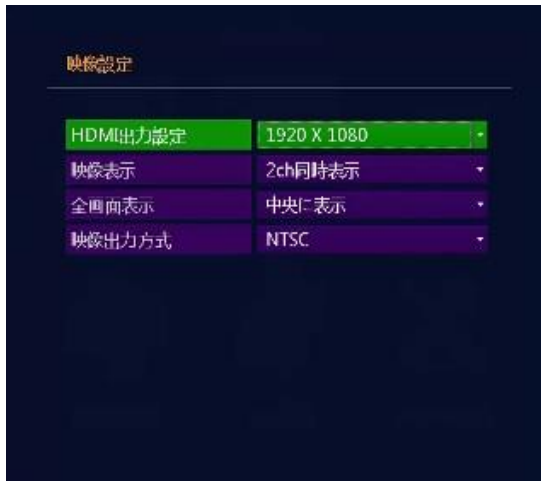 映像設定
HDMI出力設定 1920 X 1080
映像表示 2ch同時表示
全画面表示 中央に表示
映像出力方式 NTSC